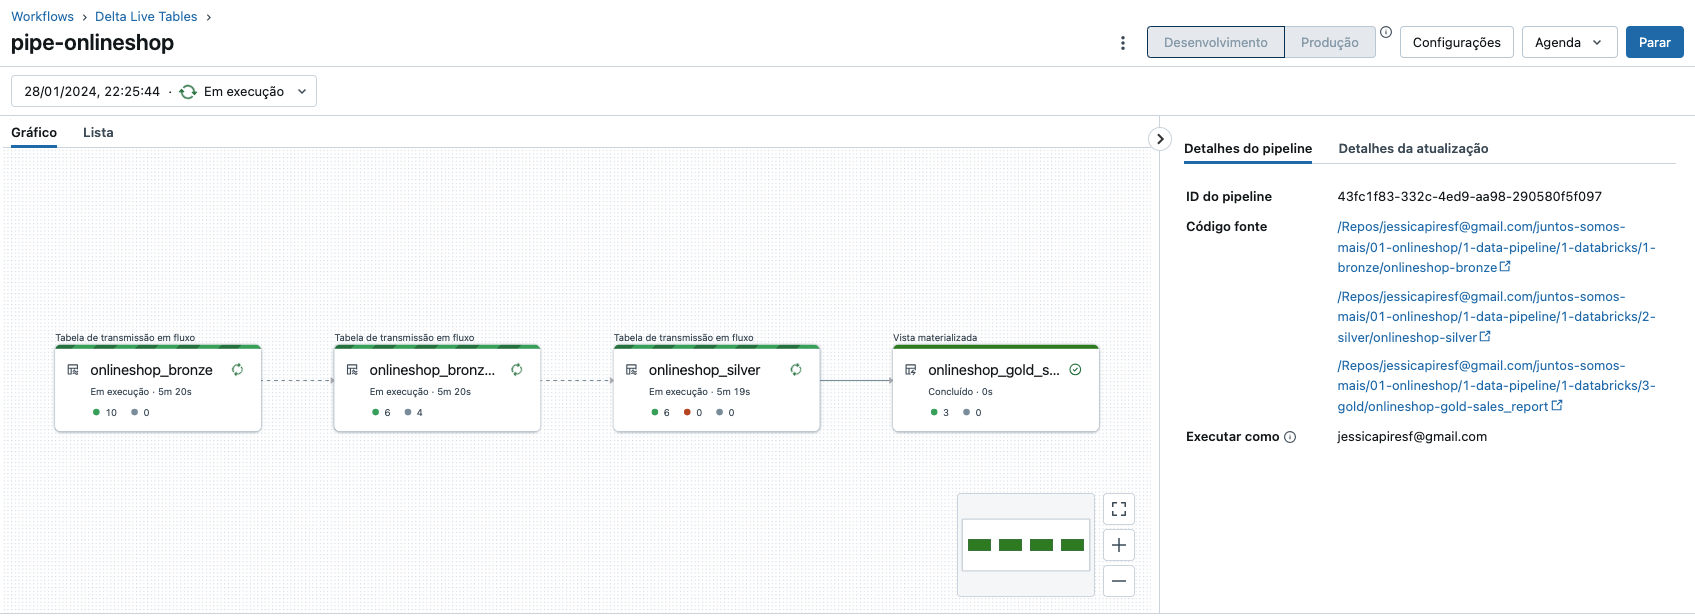 Workflows › Delta Live Tables ›
pipe-onlineshop
Desenvolvimento Produção Configurações Agenda Parar
28/01/2024, 22:25:44 · Em execução
Gráfico Lista
Tabela de transmissão em fluxo
onlineshop_bronze
Em execução · 5m 20s
10 0
Tabela de transmissão em fluxo
onlineshop_bronz...
Em execução · 5m 20s
6 4
Tabela de transmissão em fluxo
onlineshop_silver
Em execução · 5m 19s
6 0 0
Vista materializada
onlineshop_gold_s...
Concluído · 0s
3 0
Detalhes do pipeline Detalhes da atualização
ID do pipeline 43fc1f83-332c-4ed9-aa98-290580f5f097
Código fonte /Repos/jessicapiresf@gmail.com/juntos-somos-
mais/01-onlineshop/1-data-pipeline/1-databricks/1-
bronze/onlineshop-bronze
/Repos/jessicapiresf@gmail.com/juntos-somos-
mais/01-onlineshop/1-data-pipeline/1-databricks/2-
silver/onlineshop-silver
/Repos/jessicapiresf@gmail.com/juntos-somos-
mais/01-onlineshop/1-data-pipeline/1-databricks/3-
gold/onlineshop-gold-sales_report
Executar como jessicapiresf@gmail.com